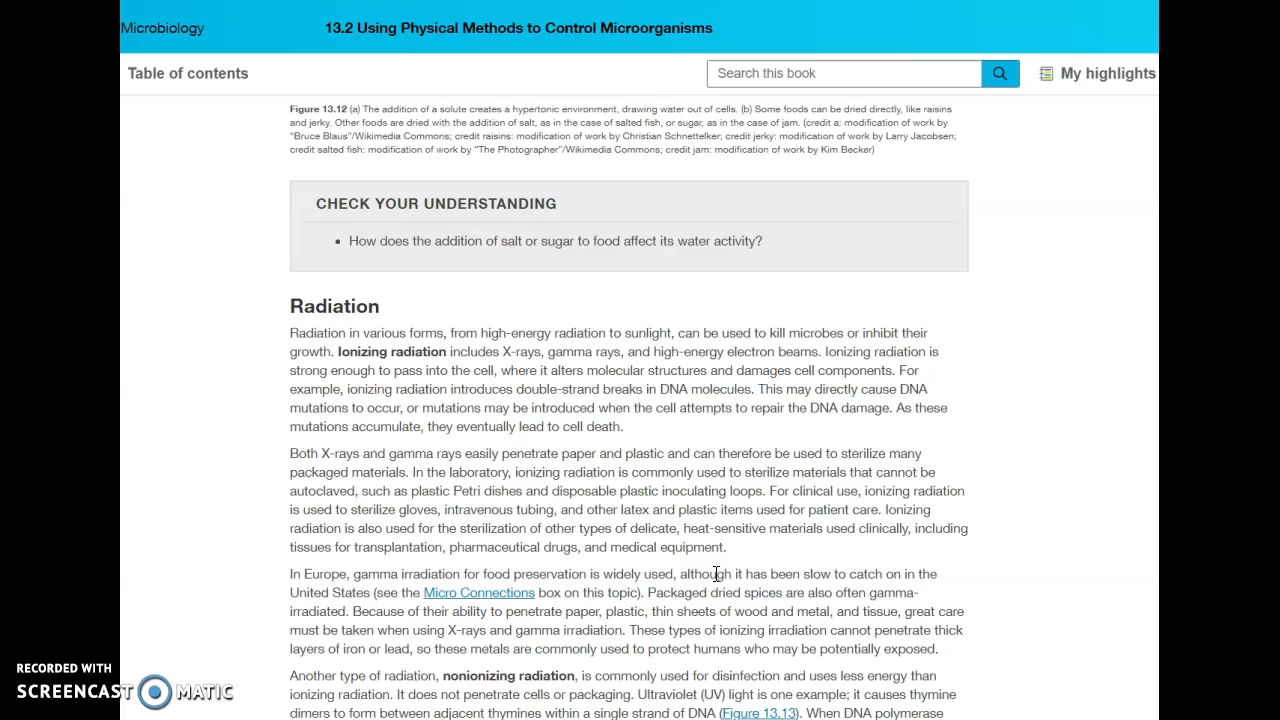 Microbiology
13.2 Using Physical Methods to Control Microorganisms
Table of contents
Search this book
My highlights
Figure 13.12 (a) The addition of a solute creates a hypertonic environment, drawing water out of cells. (b) Some foods can be dried directly, like raisins
and jerky. Other foods are dried with the addition of salt, as in the case of salted fish, or sugar, as in the case of jam. (credit a: modification of work by
"Bruce Blaus"/Wikimedia Commons; credit raisins: modification of work by Christian Schnettelker; credit jerky: modification of work by Larry Jacobsen;
credit salted fish: modification of work by "The Photographer"/Wikimedia Commons; credit jam: modification of work by Kim Becker)
CHECK YOUR UNDERSTANDING
• How does the addition of salt or sugar to food affect its water activity?
Radiation
Radiation in various forms, from high-energy radiation to sunlight, can be used to kill microbes or inhibit their
growth. Ionizing radiation includes X-rays, gamma rays, and high-energy electron beams. Ionizing radiation is
strong enough to pass into the cell, where it alters molecular structures and damages cell components. For
example, ionizing radiation introduces double-strand breaks in DNA molecules. This may directly cause DNA
mutations to occur, or mutations may be introduced when the cell attempts to repair the DNA damage. As these
mutations accumulate, they eventually lead to cell death.
Both X-rays and gamma rays easily penetrate paper and plastic and can therefore be used to sterilize many
packaged materials. In the laboratory, ionizing radiation is commonly used to sterilize materials that cannot be
autoclaved, such as plastic Petri dishes and disposable plastic inoculating loops. For clinical use, ionizing radiation
is used to sterilize gloves, intravenous tubing, and other latex and plastic items used for patient care. Ionizing
radiation is also used for the sterilization of other types of delicate, heat-sensitive materials used clinically, including
tissues for transplantation, pharmaceutical drugs, and medical equipment.
In Europe, gamma irradiation for food preservation is widely used, although it has been slow to catch on in the
United States (see the Micro Connections box on this topic). Packaged dried spices are also often gamma-
irradiated. Because of their ability to penetrate paper, plastic, thin sheets of wood and metal, and tissue, great care
must be taken when using X-rays and gamma irradiation. These types of ionizing irradiation cannot penetrate thick
layers of iron or lead, so these metals are commonly used to protect humans who may be potentially exposed.
Another type of radiation, nonionizing radiation, is commonly used for disinfection and uses less energy than
ionizing radiation. It does not penetrate cells or packaging. Ultraviolet (UV) light is one example; it causes thymine
dimers to form between adjacent thymines within a single strand of DNA (Figure 13.13). When DNA polymerase
RECORDED WITH
SCREENCAST MATIC